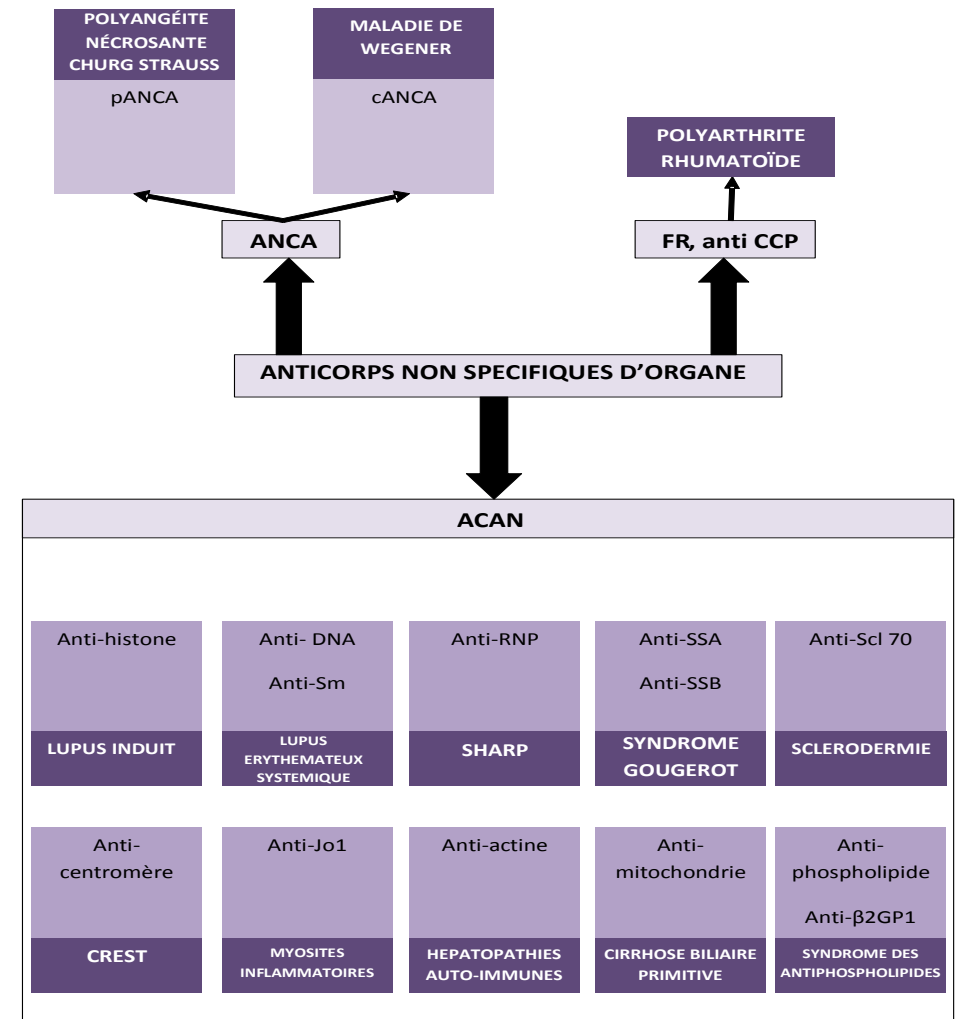 POLYANGÉITE
NÉCROSANTE
CHURG STRAUSS
pANCA
MALADIE DE
WEGENER
cANCA
POLYARTHRITE
RHUMATOÏDE
ANCA
FR, anti CCP
ANTICORPS NON SPECIFIQUES D’ORGANE
ACAN
Anti-histone
LUPUS INDUIT
Anti- DNA
Anti-Sm
LUPUS
ERYTHEMATEUX
SYSTEMIQUE
Anti-RNP
SHARP
Anti-SSA
Anti-SSB
SYNDROME
GOUGEROT
Anti-Scl 70
SCLERODERMIE
Anti-
centromère
CREST
Anti-Jo1
MYOSITES
INFLAMMATOIRES
Anti-actine
HEPATOPATHIES
AUTO-IMMUNES
Anti-
mitochondrie
CIRRHOSE BILIAIRE
PRIMITIVE
Anti-
phospholipide
Anti-β2GP1
SYNDROME DES
ANTIPHOSPHOLIPIDES